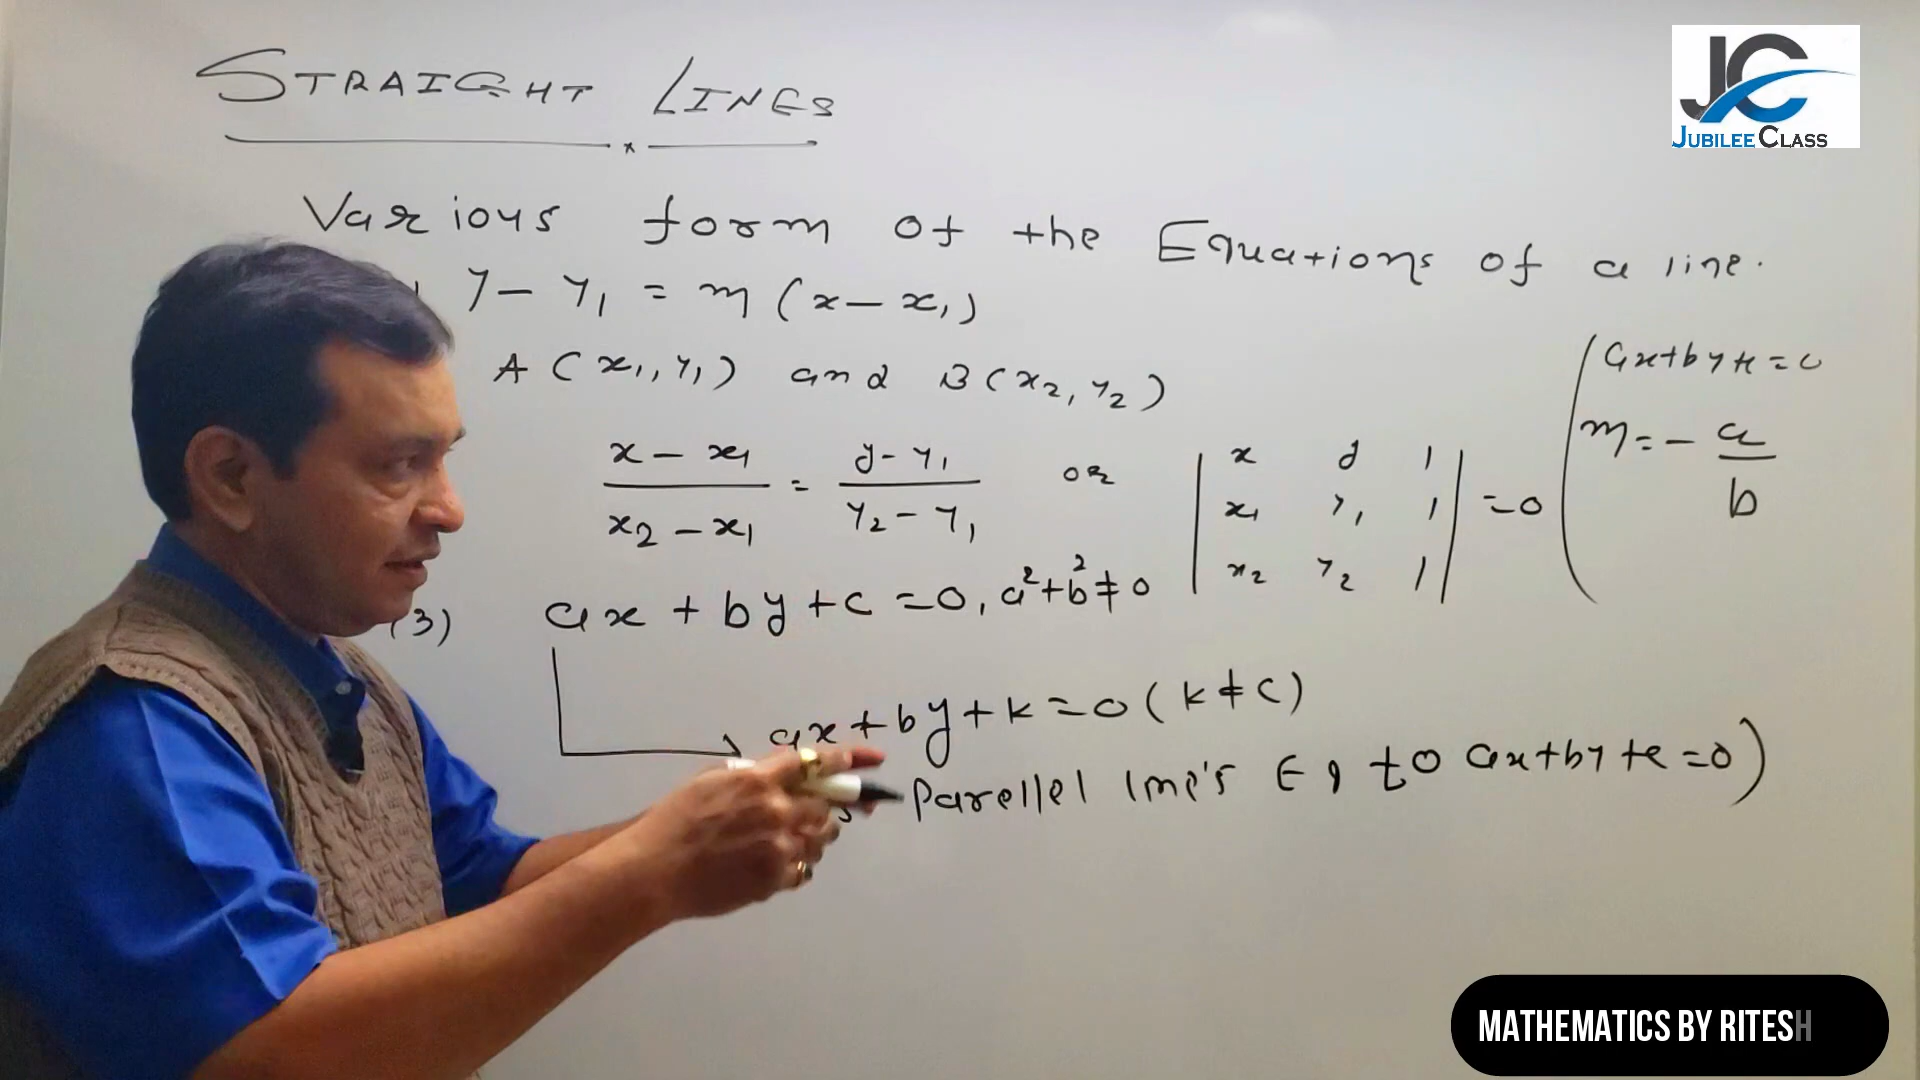 STRAIGHT LINES
JC
JUBILEE CLASS
Various form of the Equations of a line.
y - y₁ = m (x - x₁)
A (x₁, y₁) and B (x₂, y₂)
(x - x₁)/(x₂ - x₁) = (y - y₁)/(y₂ - y₁) or
| x y 1 |
| x₁ y₁ 1 | = 0
| x₂ y₂ 1 |
ax + by + c = 0
m = - a/b
(3) ax + by + c = 0, a² + b² ≠ 0
ax + by + k = 0 (k ≠ c)
Parellel line's Eq to ax + by + c = 0)
MATHEMATICS BY RITESH